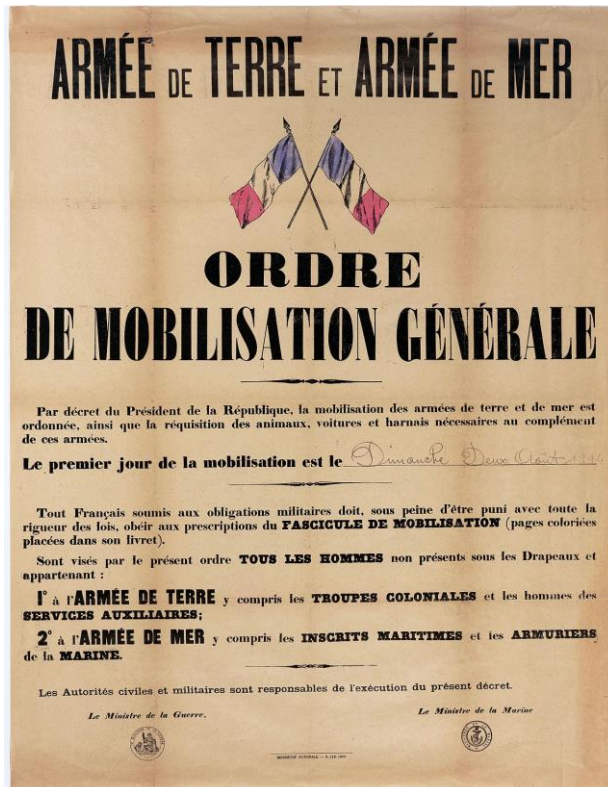 ARMÉE DE TERRE ET ARMÉE DE MER
ORDRE
DE MOBILISATION GÉNÉRALE
Par décret du Président de la République, la mobilisation des armées de terre et de mer est
ordonnée, ainsi que la réquisition des animaux, voitures et harnais nécessaires au complément
de ces armées.
Le premier jour de la mobilisation est le Dimanche Deux Août 1914
Tout Français soumis aux obligations militaires doit, sous peine d'être puni avec toute la
rigueur des lois, obéir aux prescriptions du FASCICULE DE MOBILISATION (pages coloriées
placées dans son livret).
Sont visés par le présent ordre TOUS LES HOMMES non présents sous les Drapeaux et
appartenant :
1° à l'ARMÉE DE TERRE y compris les TROUPES COLONIALES et les hommes des
SERVICES AUXILIAIRES;
2° à l'ARMÉE DE MER y compris les INSCRITS MARITIMES et les ARMURIERS
de la MARINE.
Les Autorités civiles et militaires sont responsables de l'exécution du présent décret.
Le Ministre de la Guerre,
Le Ministre de la Marine